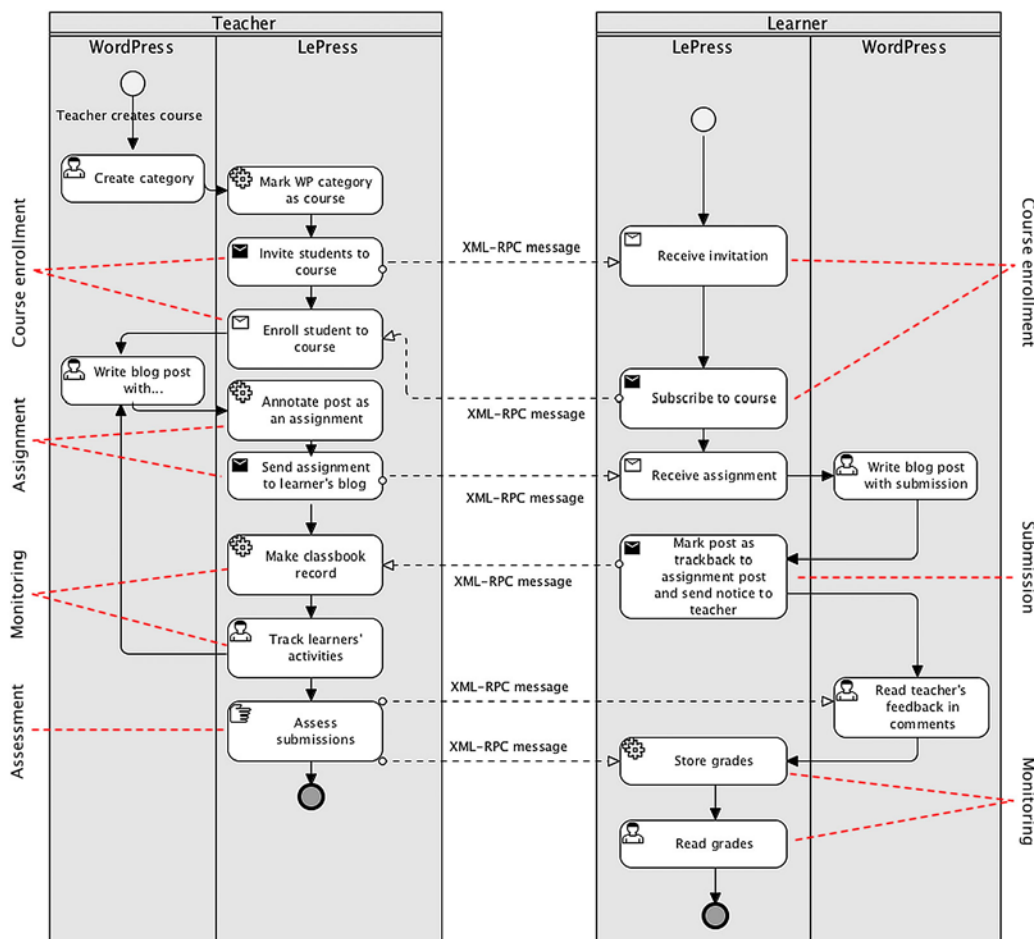 Teacher
WordPress
LePress
Teacher creates course
Create category
Mark WP category
as course
Invite students to
course
Enroll student to
course
Write blog post
with...
Annotate post as
an assignment
Send assignment
to learner's blog
Make classbook
record
Track learners'
activities
Assess
submissions
Course enrollment
Assignment
Monitoring
Assessment
XML-RPC message
XML-RPC message
XML-RPC message
XML-RPC message
XML-RPC message
XML-RPC message
Learner
LePress
WordPress
Receive invitation
Subscribe to course
Receive assignment
Write blog post
with submission
Mark post as
trackback to
assignment post
and send notice to
teacher
Read teacher's
feedback in
comments
Store grades
Read grades
Course enrollment
Submission
Monitoring